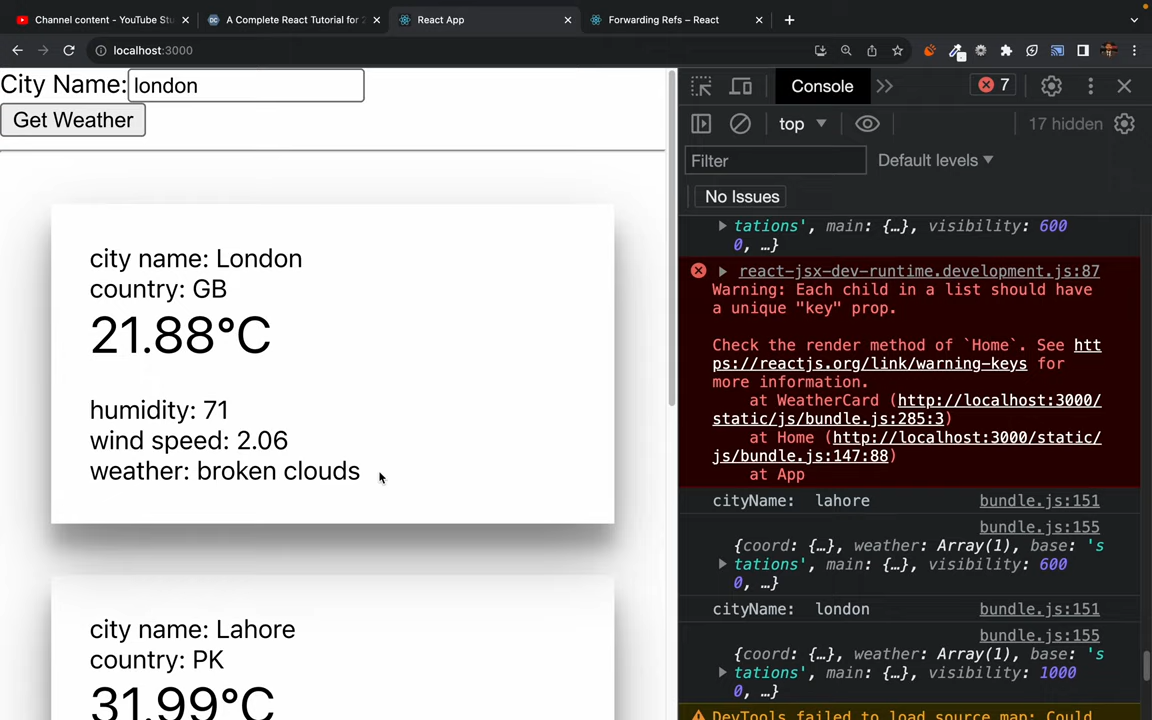 Channel content - YouTube Stu
A Complete React Tutorial for 2
React App
Forwarding Refs – React
localhost:3000
City Name:
london
Get Weather
city name: London
country: GB
21.88°C
humidity: 71
wind speed: 2.06
weather: broken clouds
city name: Lahore
country: PK
31.99°C
Console
7
top
17 hidden
Filter
Default levels
No Issues
tations', main: {…}, visibility: 600
0, …}
react-jsx-dev-runtime.development.js:87
Warning: Each child in a list should have
a unique "key" prop.
Check the render method of `Home`. See htt
ps://reactjs.org/link/warning-keys for
more information.
at WeatherCard (http://localhost:3000/
static/js/bundle.js:285:3)
at Home (http://localhost:3000/static/
js/bundle.js:147:88)
at App
cityName: lahore bundle.js:151
bundle.js:155
{coord: {…}, weather: Array(1), base: 's
tations', main: {…}, visibility: 600
0, …}
cityName: london bundle.js:151
bundle.js:155
{coord: {…}, weather: Array(1), base: 's
tations', main: {…}, visibility: 1000
0, …}
DevTools failed to load source map: Could